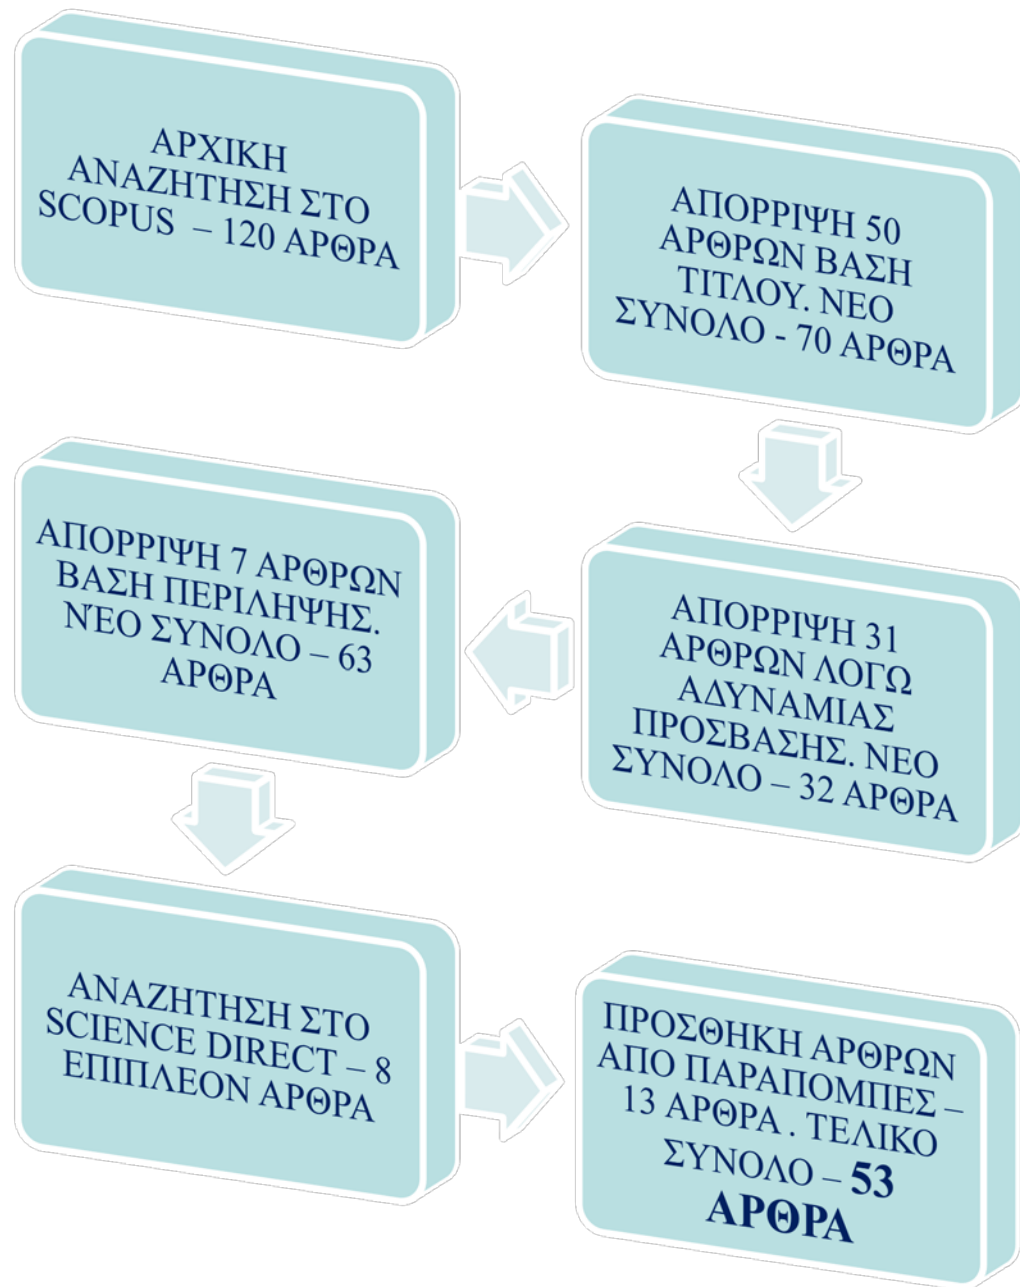 ΑΡΧΙΚΗ
ΑΝΑΖΗΤΗΣΗ ΣΤΟ
SCOPUS – 120 ΑΡΘΡΑ
ΑΠΟΡΡΙΨΗ 50
ΑΡΘΡΩΝ ΒΑΣΗ
ΤΙΤΛΟΥ. ΝΕΟ
ΣΥΝΟΛΟ - 70 ΑΡΘΡΑ
ΑΠΟΡΡΙΨΗ 31
ΑΡΘΡΩΝ ΛΟΓΩ
ΑΔΥΝΑΜΙΑΣ
ΠΡΟΣΒΑΣΗΣ. ΝΕΟ
ΣΥΝΟΛΟ – 32 ΑΡΘΡΑ
ΑΠΟΡΡΙΨΗ 7 ΑΡΘΡΩΝ
ΒΑΣΗ ΠΕΡΙΛΗΨΗΣ.
ΝΈΟ ΣΥΝΟΛΟ – 63
ΑΡΘΡΑ
ΑΝΑΖΗΤΗΣΗ ΣΤΟ
SCIENCE DIRECT – 8
ΕΠΙΠΛΕΟΝ ΑΡΘΡΑ
ΠΡΟΣΘΗΚΗ ΑΡΘΡΩΝ
ΑΠΟ ΠΑΡΑΠΟΜΠΕΣ –
13 ΑΡΘΡΑ . ΤΕΛΙΚΟ
ΣΥΝΟΛΟ – 53
ΑΡΘΡΑ